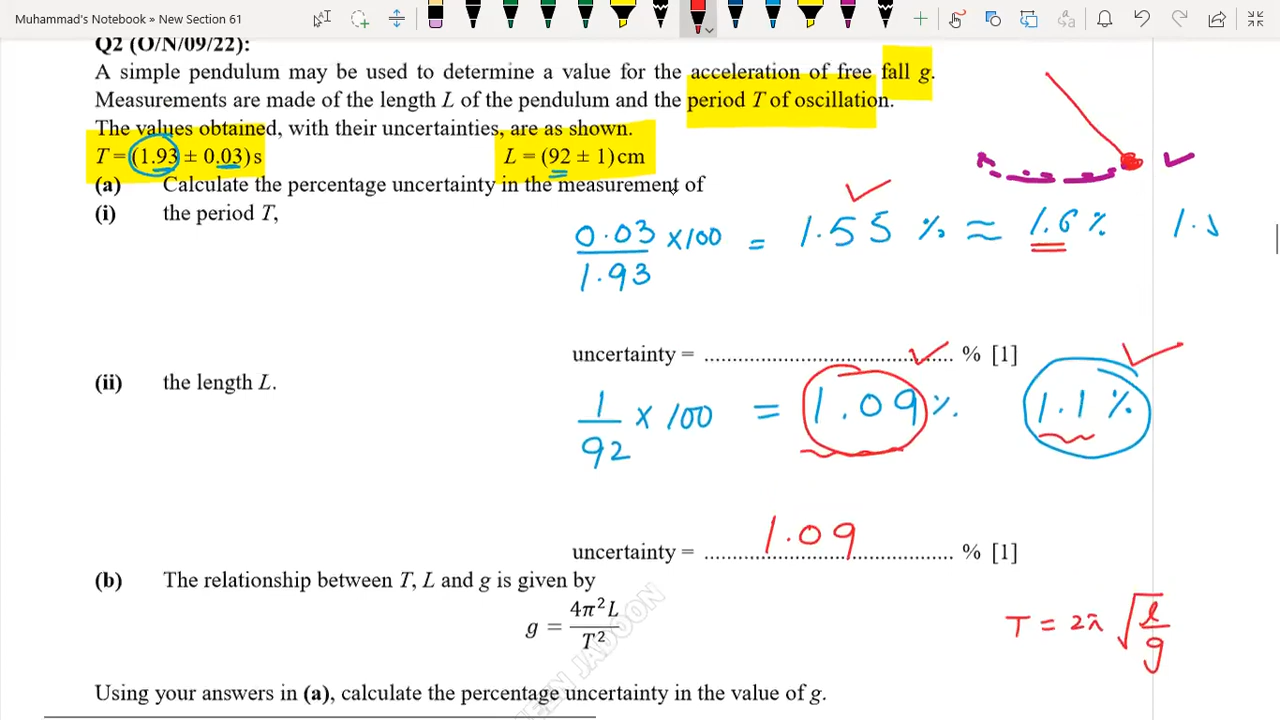 Muhammad's Notebook » New Section 61
Q2 (O/N/09/22):
A simple pendulum may be used to determine a value for the acceleration of free fall g.
Measurements are made of the length L of the pendulum and the period T of oscillation.
The values obtained, with their uncertainties, are as shown.
T = (1.93 ± 0.03) s L = (92 ± 1) cm
(a) Calculate the percentage uncertainty in the measurement of
(i) the period T,
0.03/1.93 x100 = 1.55 % ≈ 1.6 %
uncertainty = .................................................. % [1]
(ii) the length L.
1/92 x 100 = 1.09 % 1.1 %
1.09
uncertainty = .................................................. % [1]
(b) The relationship between T, L and g is given by
g = 4π²L/T²
T = 2π √(l/g)
Using your answers in (a), calculate the percentage uncertainty in the value of g.